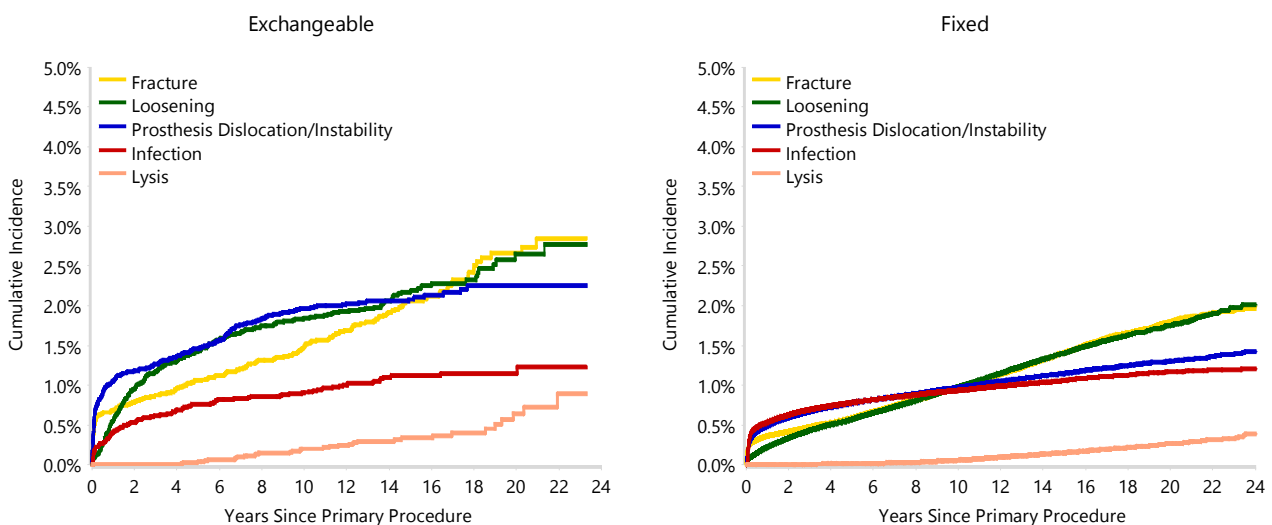 Exchangeable
5.0%
4.5%
4.0%
3.5%
3.0%
2.5%
2.0%
1.5%
1.0%
0.5%
0.0%
Cumulative Incidence
Fracture
Loosening
Prosthesis Dislocation/Instability
Infection
Lysis
0 2 4 6 8 10 12 14 16 18 20 22 24
Years Since Primary Procedure
Fixed
5.0%
4.5%
4.0%
3.5%
3.0%
2.5%
2.0%
1.5%
1.0%
0.5%
0.0%
Cumulative Incidence
Fracture
Loosening
Prosthesis Dislocation/Instability
Infection
Lysis
0 2 4 6 8 10 12 14 16 18 20 22 24
Years Since Primary Procedure